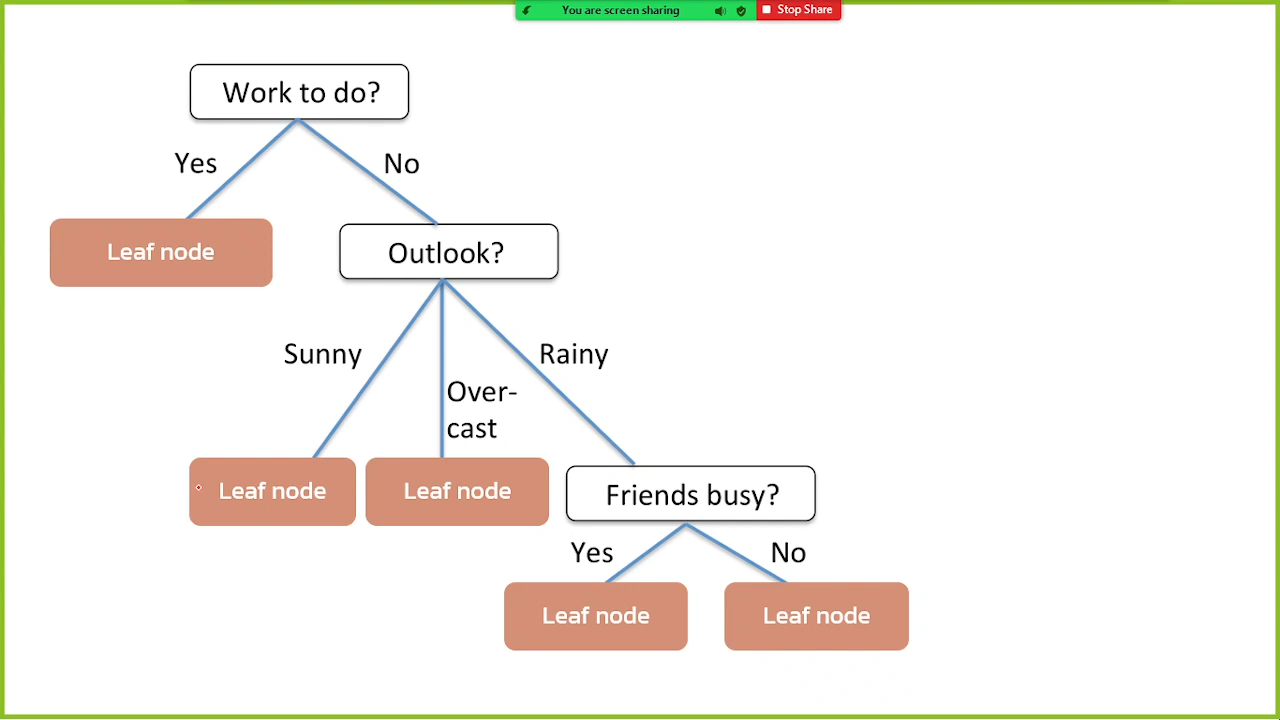 You are screen sharing
Stop Share
Work to do?
Yes
No
Leaf node
Outlook?
Sunny
Rainy
Over-
cast
Leaf node
Leaf node
Friends busy?
Yes
No
Leaf node
Leaf node